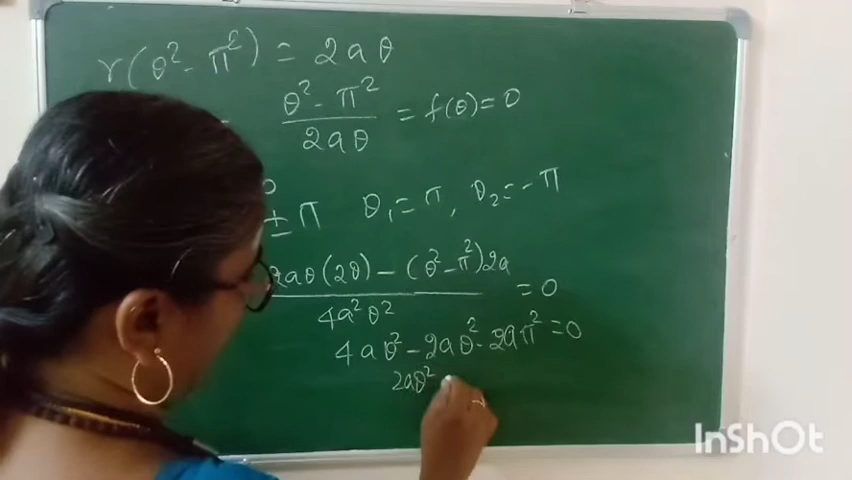 r(θ² - π²) = 2aθ
θ² - π² / 2aθ = f(θ) = 0
± π θ₁ = π, θ₂ = - π
2aθ(2θ) - (θ² - π²)2a / 4a²θ² = 0
4aθ² - 2aθ² - 2aπ² = 0
2aθ²
InShOt